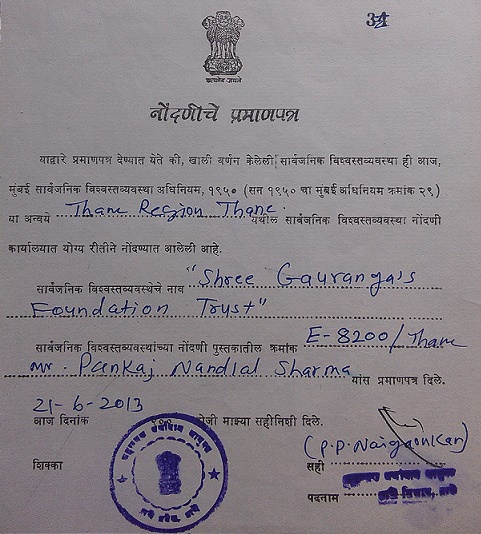 34
सत्यमेव जयते
नोंदणीचे प्रमाणपत्र
याद्वारे प्रमाणपत्र देण्यात येते की, खाली वर्णन केलेली सार्वजनिक विश्वस्तव्यवस्था ही आज,
मुंबई सार्वजनिक विश्वस्तव्यवस्था अधिनियम, १९५० (सन १९५० चा मुंबई अधिनियम क्रमांक २९)
या अन्वये Thane Region Thane. येथील सार्वजनिक विश्वस्तव्यवस्था नोंदणी
कार्यालयात योग्य रीतीने नोंदण्यात आलेली आहे.
सार्वजनिक विश्वस्तव्यवस्थेचे नाव "Shree Gauranga's
Foundation Trust"
सार्वजनिक विश्वस्तव्यवस्थांच्या नोंदणी पुस्तकातील क्रमांक E-8200/Thane
mr. Pankaj Nandlal Sharma यांस प्रमाणपत्र दिले.
21-6-2013
आज दिनांक रोजी माझ्या सहीनिशी दिले.
(P.P. Naigaonkar)
शिक्का
सही
पदनाम